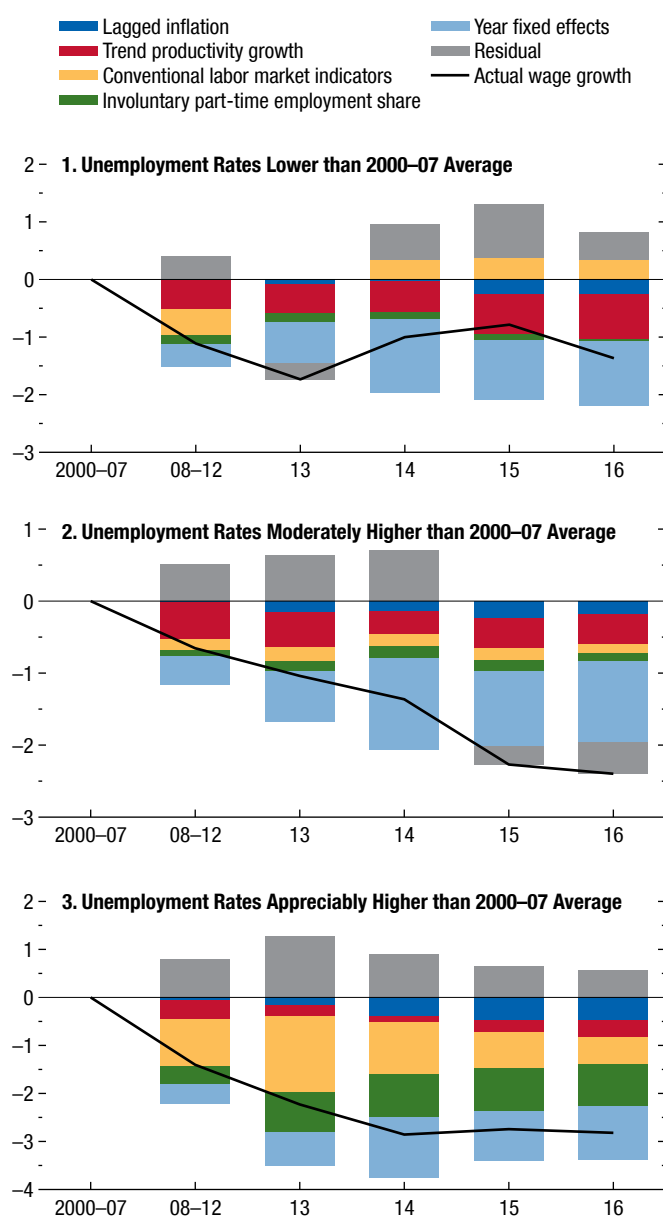 Lagged inflation
Trend productivity growth
Conventional labor market indicators
Involuntary part-time employment share
Year fixed effects
Residual
Actual wage growth
1. Unemployment Rates Lower than 2000–07 Average
2
1
0
–1
–2
–3
2000–07 08–12 13 14 15 16
2. Unemployment Rates Moderately Higher than 2000–07 Average
1
0
–1
–2
–3
2000–07 08–12 13 14 15 16
3. Unemployment Rates Appreciably Higher than 2000–07 Average
2
1
0
–1
–2
–3
–4
2000–07 08–12 13 14 15 16